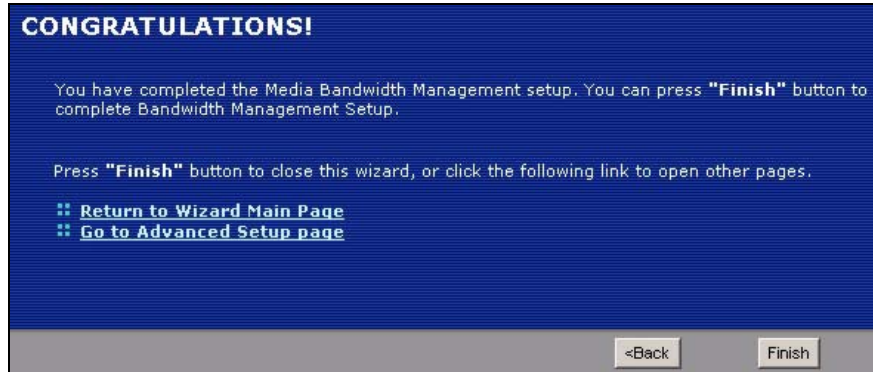 CONGRATULATIONS!
You have completed the Media Bandwidth Management setup. You can press "Finish" button to
complete Bandwidth Management Setup.
Press "Finish" button to close this wizard, or click the following link to open other pages.
Return to Wizard Main Page
Go to Advanced Setup page
<Back
Finish